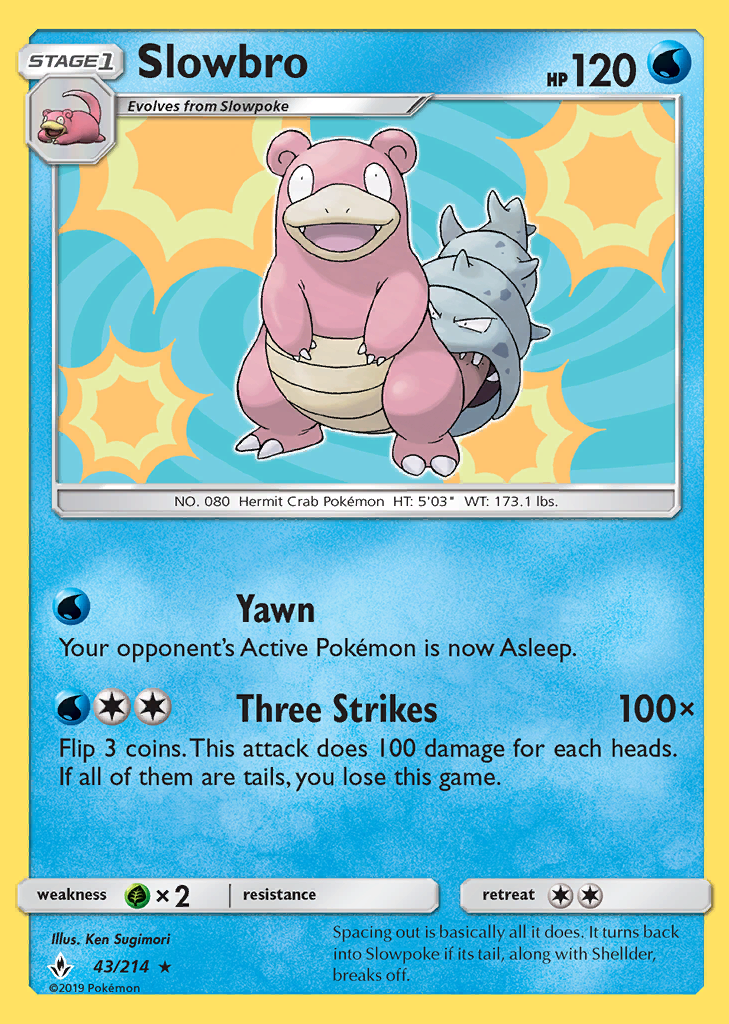 STAGE1
Slowbro
HP 120
Evolves from Slowpoke
NO. 080 Hermit Crab Pokémon HT: 5'03" WT: 173.1 lbs.
Yawn
Your opponent's Active Pokémon is now Asleep.
Three Strikes 100×
Flip 3 coins. This attack does 100 damage for each heads.
If all of them are tails, you lose this game.
weakness × 2 resistance retreat
Illus. Ken Sugimori
43/214 ★
©2019 Pokémon
Spacing out is basically all it does. It turns back
into Slowpoke if its tail, along with Shellder,
breaks off.